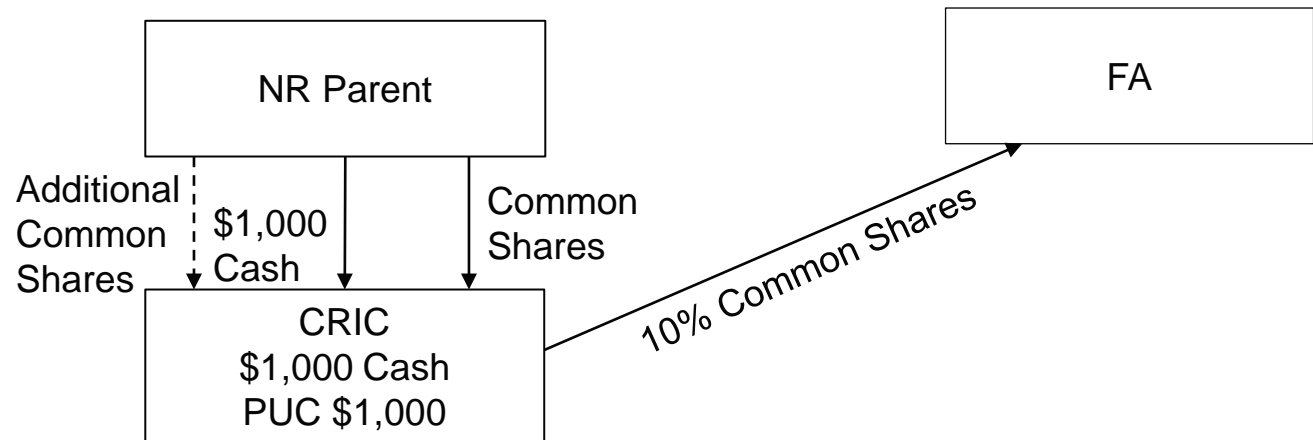 NR Parent
FA
Additional
Common
Shares
$1,000
Cash
Common
Shares
10% Common Shares
CRIC
$1,000 Cash
PUC $1,000